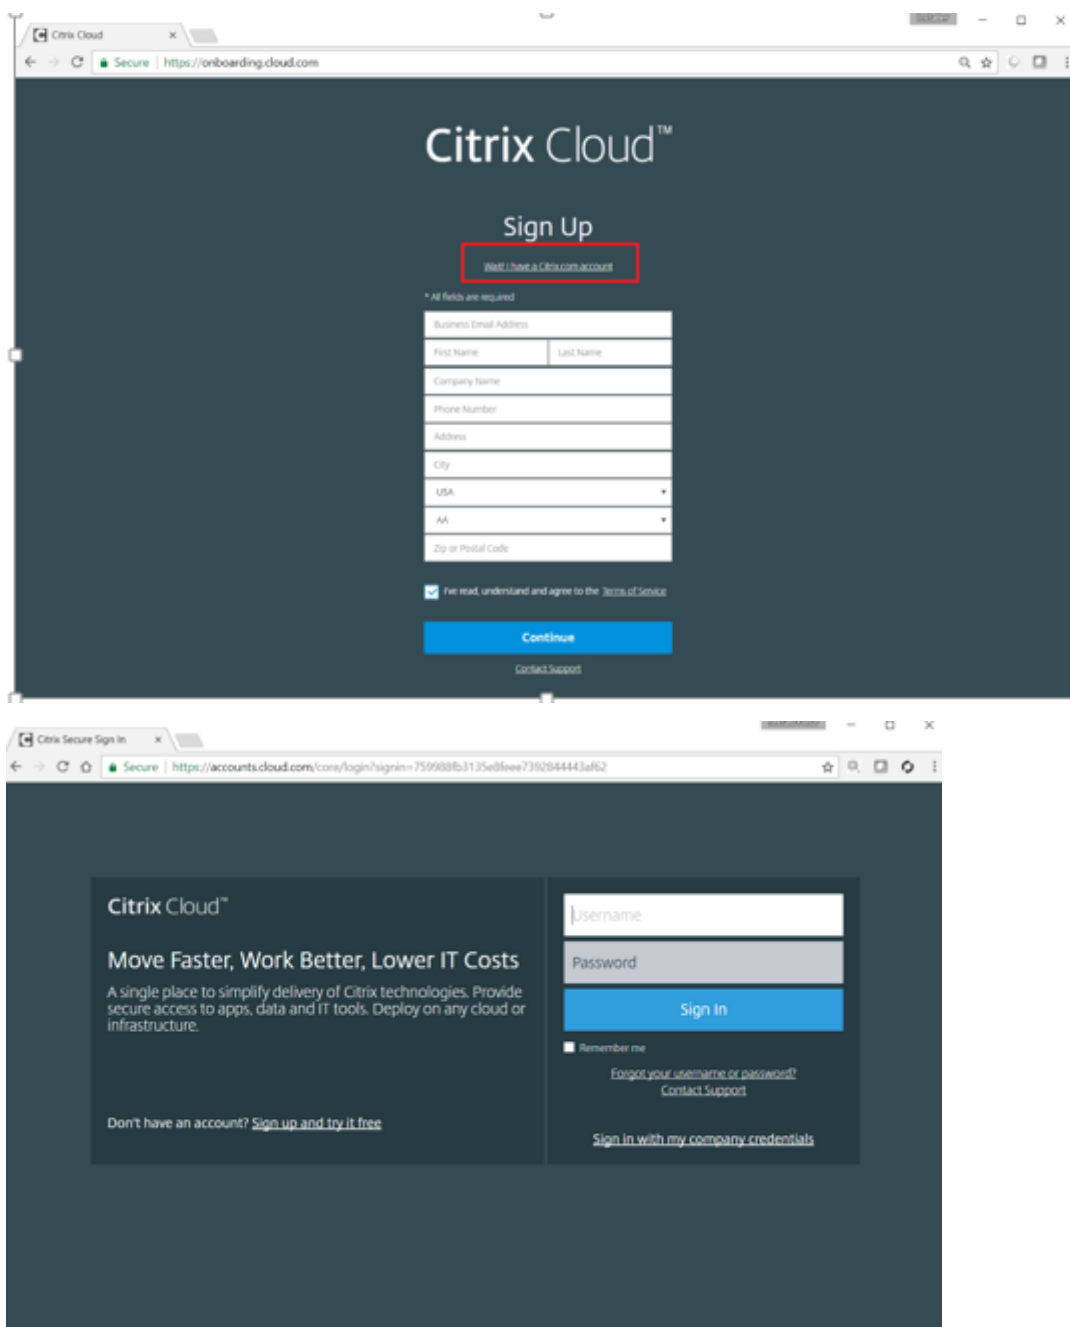 Citrix Cloud
Secure | https://onboarding.cloud.com
Citrix Cloud™
Sign Up
Wait! I have a Citrix.com account
* All fields are required
Business Email Address
First Name Last Name
Company Name
Phone Number
Address
City
USA
AA
Zip or Postal Code
I've read, understand and agree to the Terms of Service
Continue
Contact Support
Citrix Secure Sign In
Secure | https://accounts.cloud.com/core/login?signin=
Citrix Cloud™
Move Faster, Work Better, Lower IT Costs
A single place to simplify delivery of Citrix technologies. Provide
secure access to apps, data and IT tools. Deploy on any cloud or
infrastructure.
Don't have an account? Sign up and try it free
Username
Password
Sign In
Remember me
Forgot your username or password?
Contact Support
Sign in with my company credentials